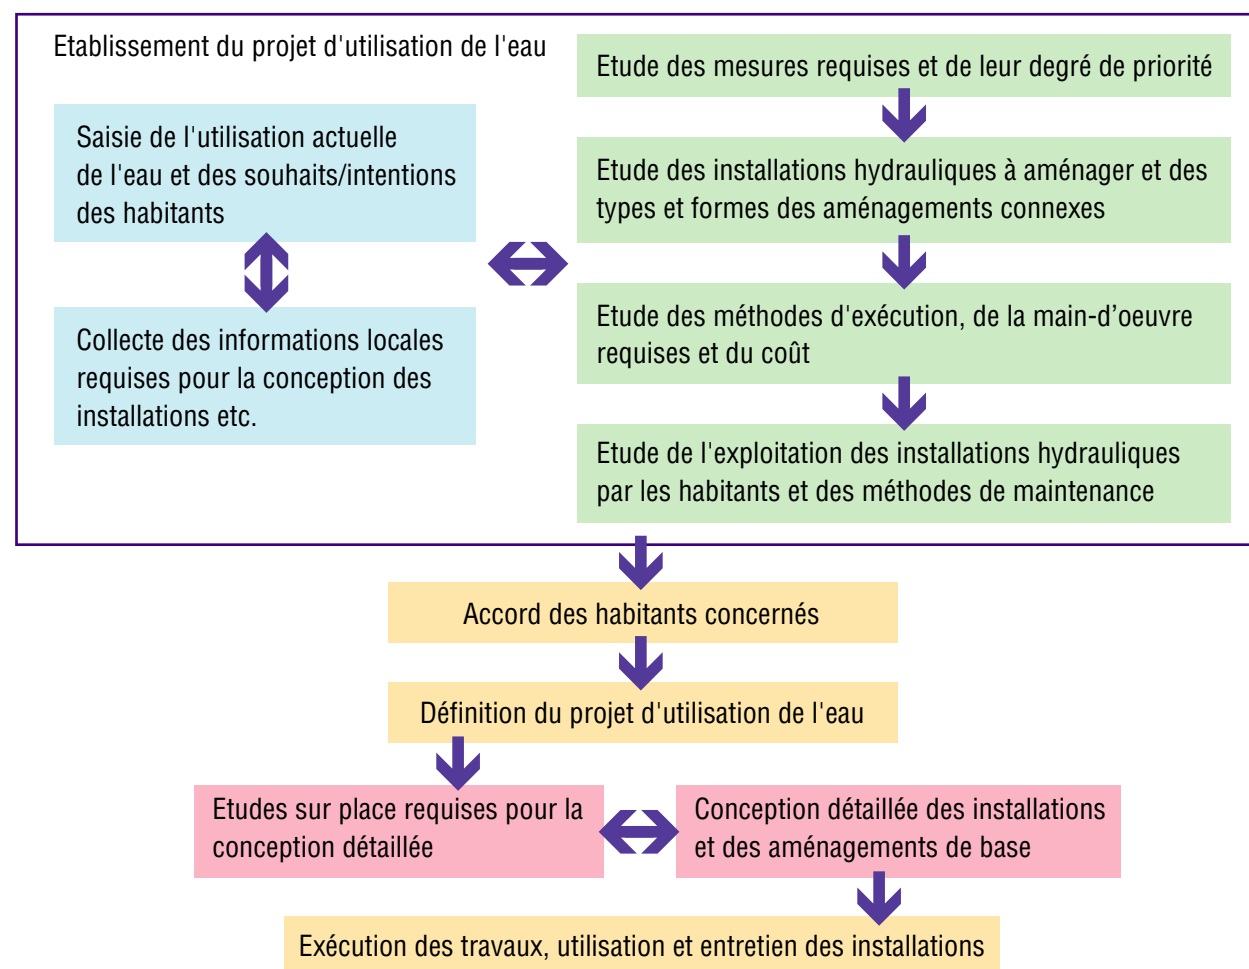 Etablissement du projet d'utilisation de l'eau
Saisie de l'utilisation actuelle
de l'eau et des souhaits/intentions
des habitants
Collecte des informations locales
requises pour la conception des
installations etc.
Etude des mesures requises et de leur degré de priorité
Etude des installations hydrauliques à aménager et des
types et formes des aménagements connexes
Etude des méthodes d'exécution, de la main-d’oeuvre
requises et du coût
Etude de l'exploitation des installations hydrauliques
par les habitants et des méthodes de maintenance
Accord des habitants concernés
Définition du projet d'utilisation de l'eau
Etudes sur place requises pour la
conception détaillée
Conception détaillée des installations
et des aménagements de base
Exécution des travaux, utilisation et entretien des installations